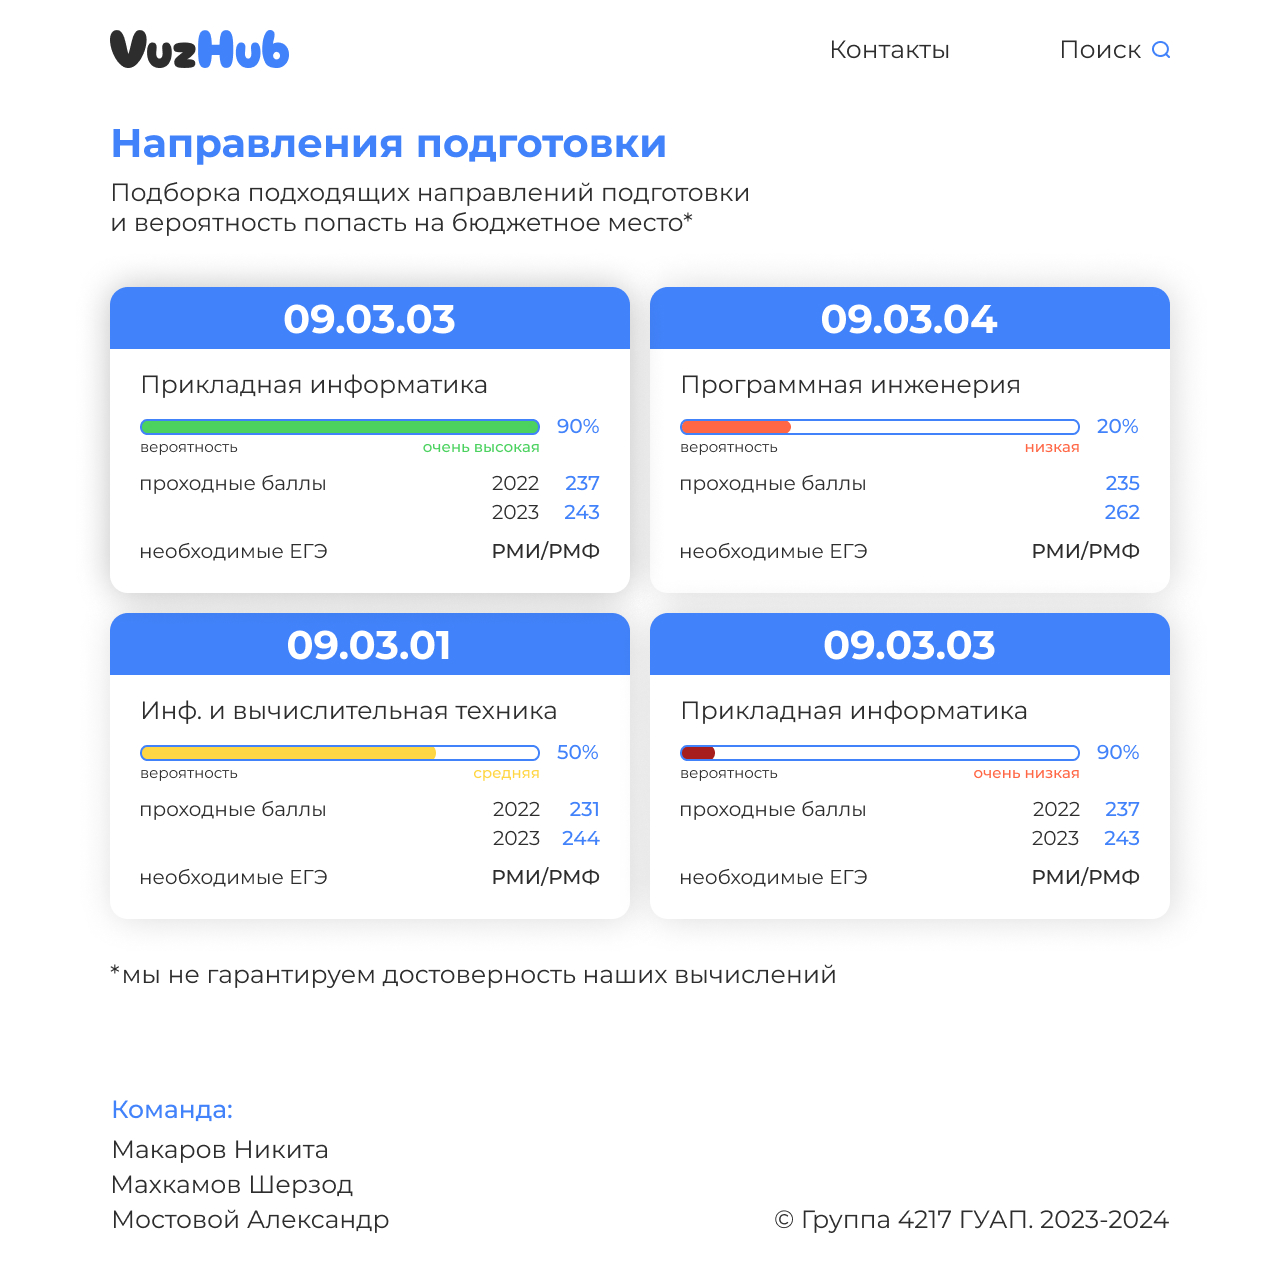 VuzHub
Контакты
Поиск
Направления подготовки
Подборка подходящих направлений подготовки
и вероятность попасть на бюджетное место*
09.03.03
Прикладная информатика
90%
вероятность очень высокая
проходные баллы 2022 237
2023 243
необходимые ЕГЭ РМИ/РМФ
09.03.04
Программная инженерия
20%
вероятность низкая
проходные баллы 235
262
необходимые ЕГЭ РМИ/РМФ
09.03.01
Инф. и вычислительная техника
50%
вероятность средняя
проходные баллы 2022 231
2023 244
необходимые ЕГЭ РМИ/РМФ
09.03.03
Прикладная информатика
90%
вероятность очень низкая
проходные баллы 2022 237
2023 243
необходимые ЕГЭ РМИ/РМФ
*мы не гарантируем достоверность наших вычислений
Команда:
Макаров Никита
Махкамов Шерзод
Мостовой Александр
© Группа 4217 ГУАП. 2023-2024